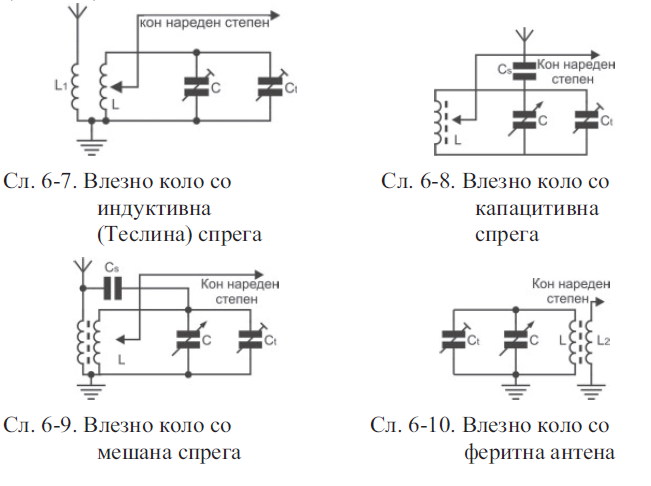 кон нареден степен
L1
L
C
Ct
Cs
Кон нареден
степен
L
C
Ct
Сл. 6-7. Влезно коло со
индуктивна
(Теслина) спрега
Сл. 6-8. Влезно коло со
капацитивна
спрега
Cs
Кон нареден
степен
L
C
Ct
Кон нареден
степен
Ct
C
L
L2
Сл. 6-9. Влезно коло со
мешана спрега
Сл. 6-10. Влезно коло со
феритна антена